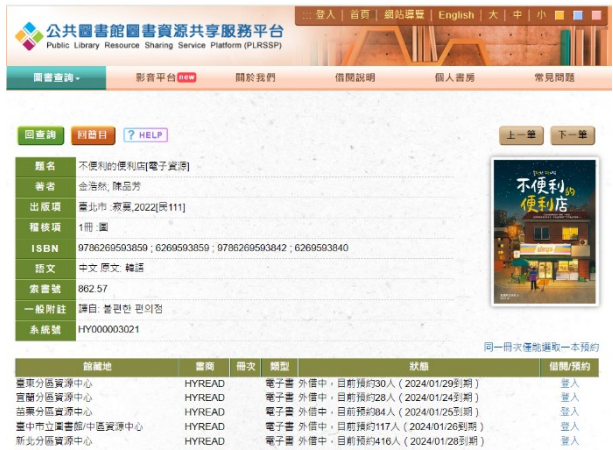 ::: 登入 | 首頁 | 網站導覽 | English | 大 | 中 | 小
公共圖書館圖書資源共享服務平台
Public Library Resource Sharing Service Platform (PLRSSP)
圖書查詢 影音平台 new 關於我們 借閱說明 個人書房 常見問題
回查詢 回簡目 ? HELP 上一筆 下一筆
題名 不便利的便利店[電子資源]
著者 金浩然; 陳品芳
出版項 臺北市 :寂寞,2022[民111]
稽核項 1冊 :圖
ISBN 9786269593859 ; 6269593859 ; 9786269593842 ; 6269593840
語文 中文 原文: 韓語
索書號 862.57
一般附註 譯自: 불편한 편의점
系統號 HY000003021
不便利的便利店
同一冊次僅能選取一本預約
館藏地 書商 冊次 類型 狀態 借閱/預約
臺東分區資源中心 HYREAD 電子書 外借中，目前預約30人 ( 2024/01/29到期 ) 登入
宜蘭分區資源中心 HYREAD 電子書 外借中，目前預約28人 ( 2024/01/24到期 ) 登入
苗栗分區資源中心 HYREAD 電子書 外借中，目前預約84人 ( 2024/01/25到期 ) 登入
臺中市立圖書館/中區資源中心 HYREAD 電子書 外借中，目前預約117人 ( 2024/01/26到期 ) 登入
新北分區資源中心 HYREAD 電子書 外借中，目前預約416人 ( 2024/01/28到期 ) 登入